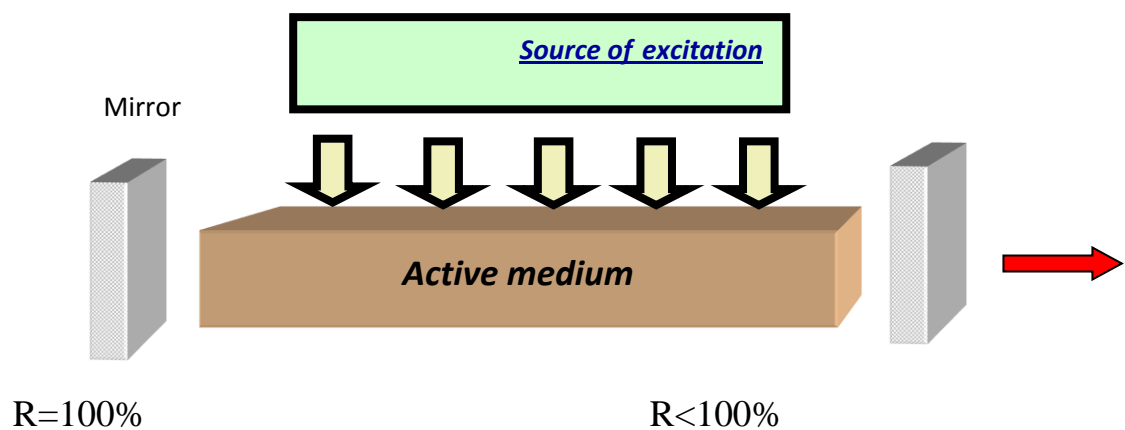 Source of excitation
Mirror
Active medium
R=100%
R<100%